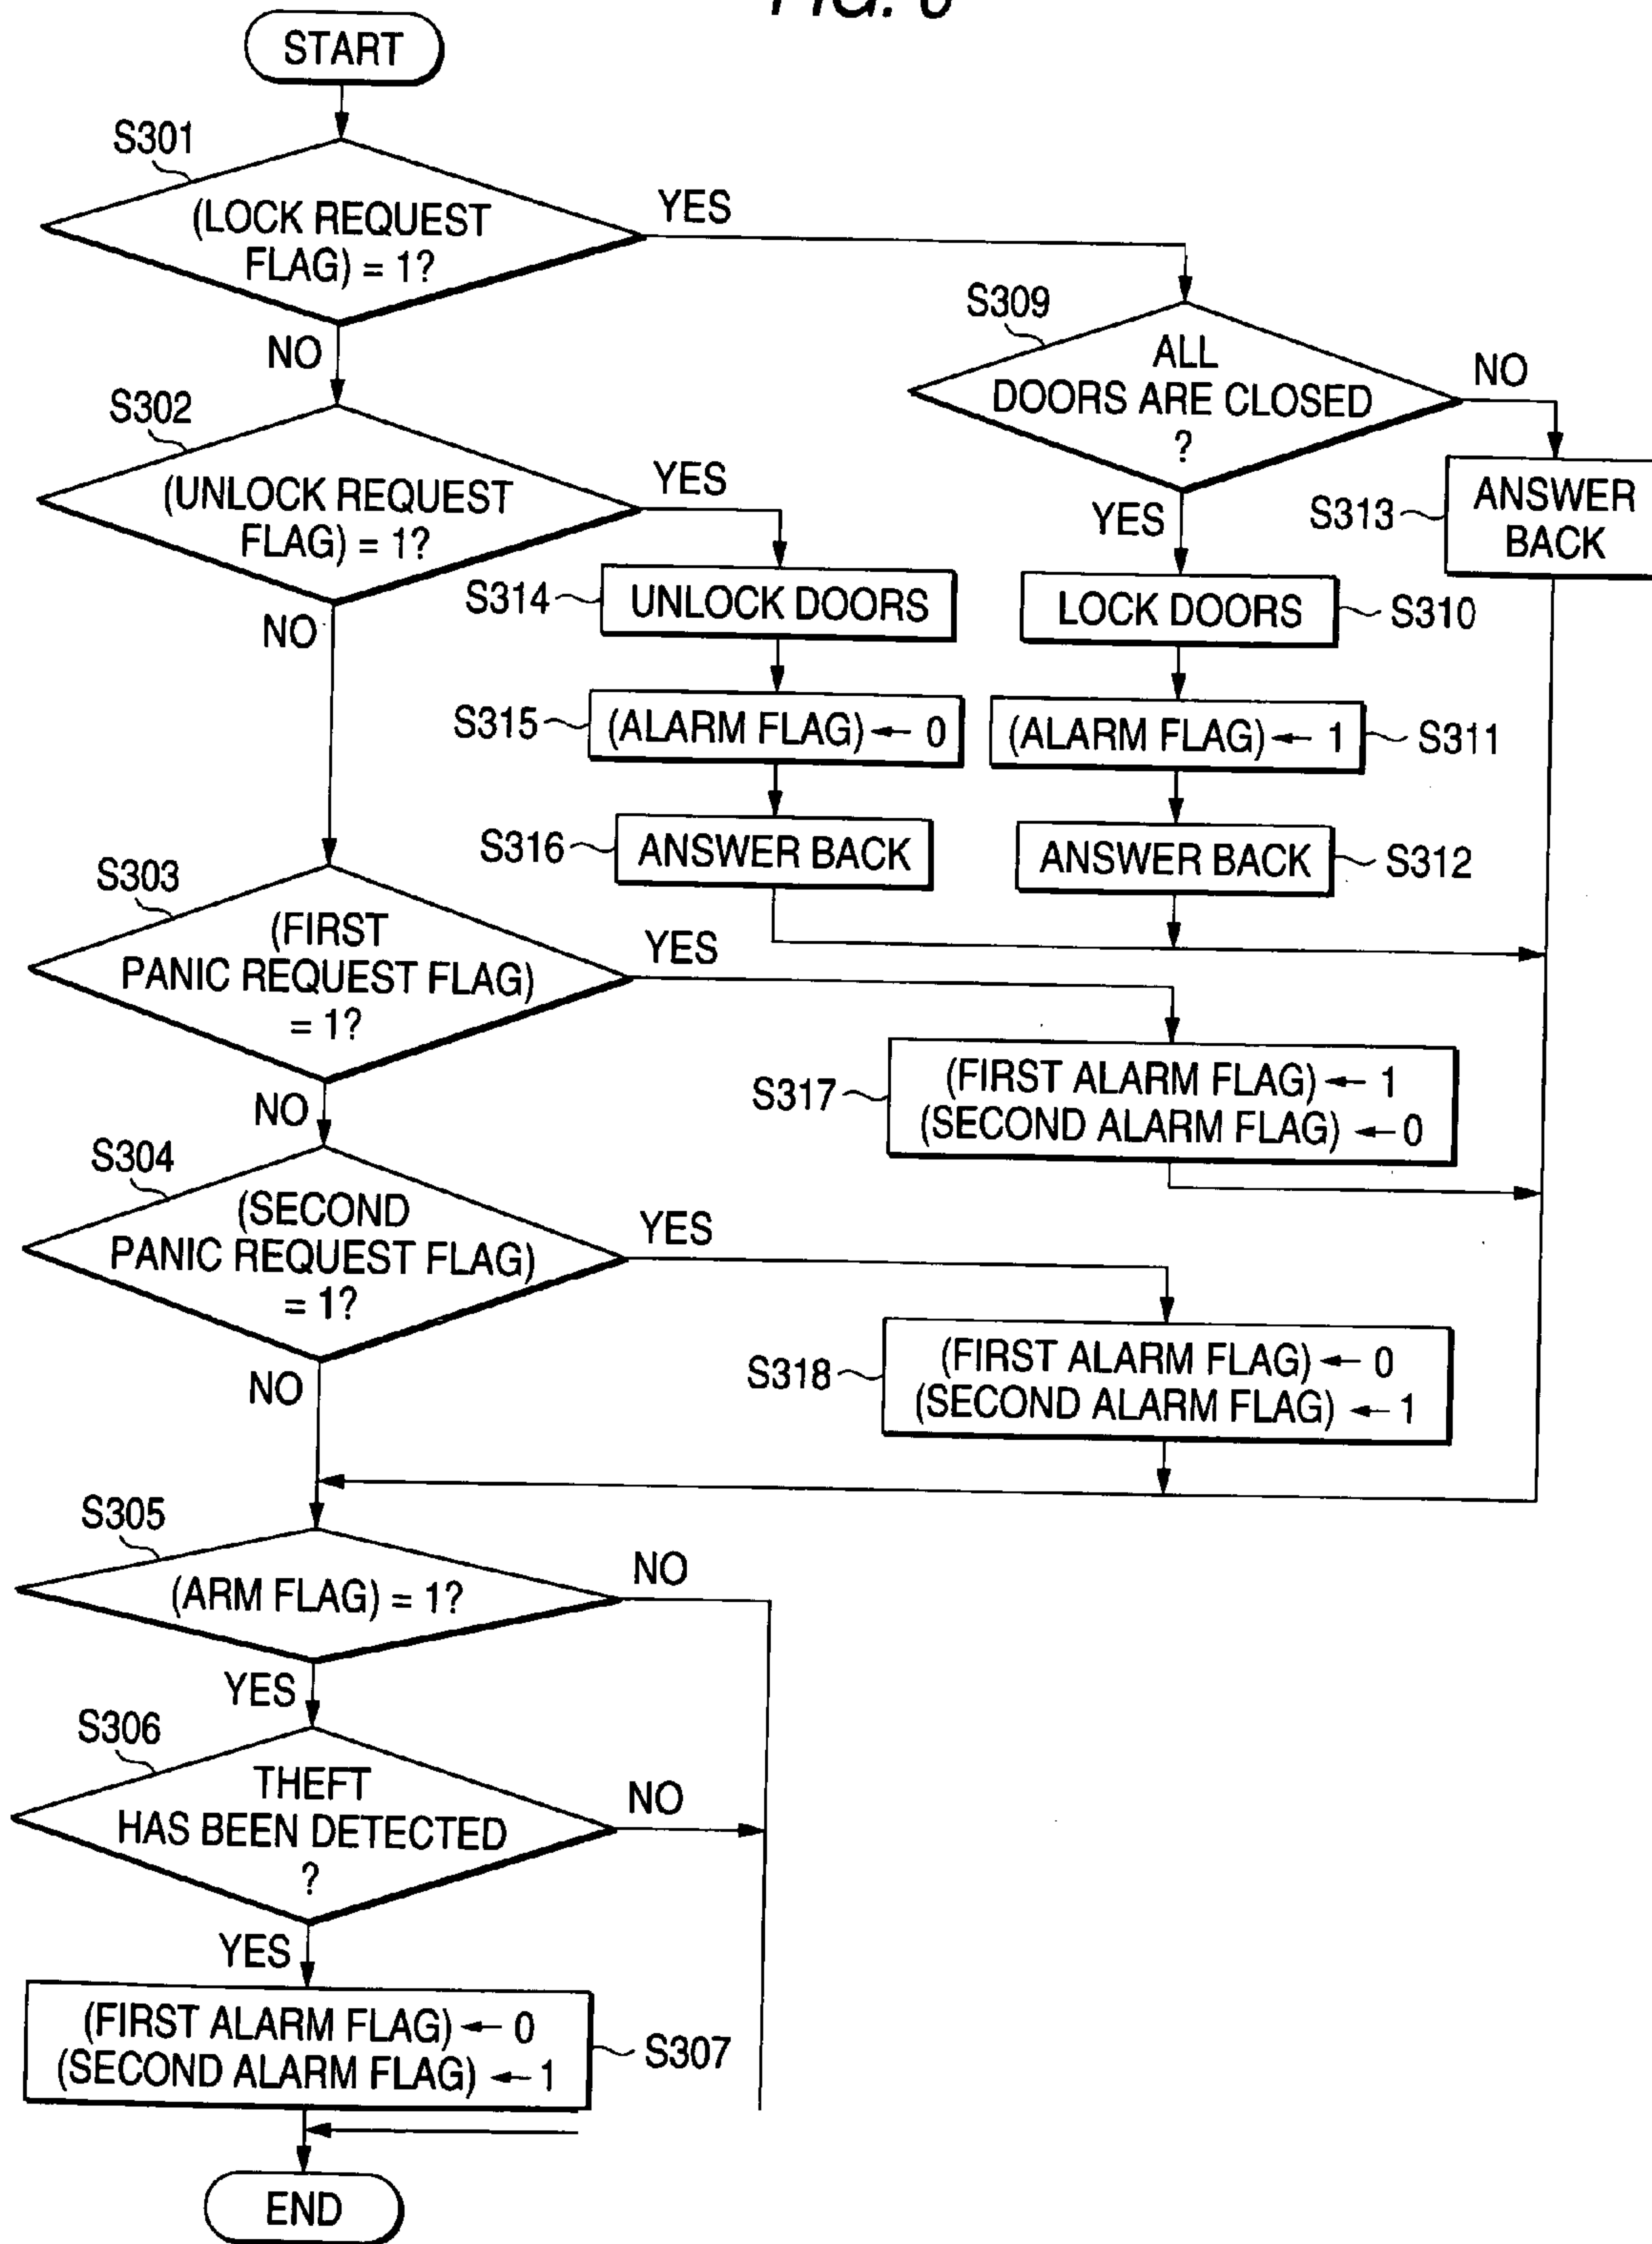 START
S301
(LOCK REQUEST
FLAG) = 1?
YES
NO
S309
ALL
DOORS ARE CLOSED
?
NO
YES
S313
ANSWER
BACK
S302
(UNLOCK REQUEST
FLAG) = 1?
YES
NO
S314
UNLOCK DOORS
LOCK DOORS
S310
S315
(ALARM FLAG) ← 0
(ALARM FLAG) ← 1
S311
S316
ANSWER BACK
ANSWER BACK
S312
S303
(FIRST
PANIC REQUEST FLAG)
= 1?
YES
NO
S317
(FIRST ALARM FLAG) ← 1
(SECOND ALARM FLAG) ← 0
S304
(SECOND
PANIC REQUEST FLAG)
= 1?
YES
NO
S318
(FIRST ALARM FLAG) ← 0
(SECOND ALARM FLAG) ← 1
S305
(ARM FLAG) = 1?
NO
YES
S306
THEFT
HAS BEEN DETECTED
?
NO
YES
(FIRST ALARM FLAG) ← 0
(SECOND ALARM FLAG) ← 1
S307
END